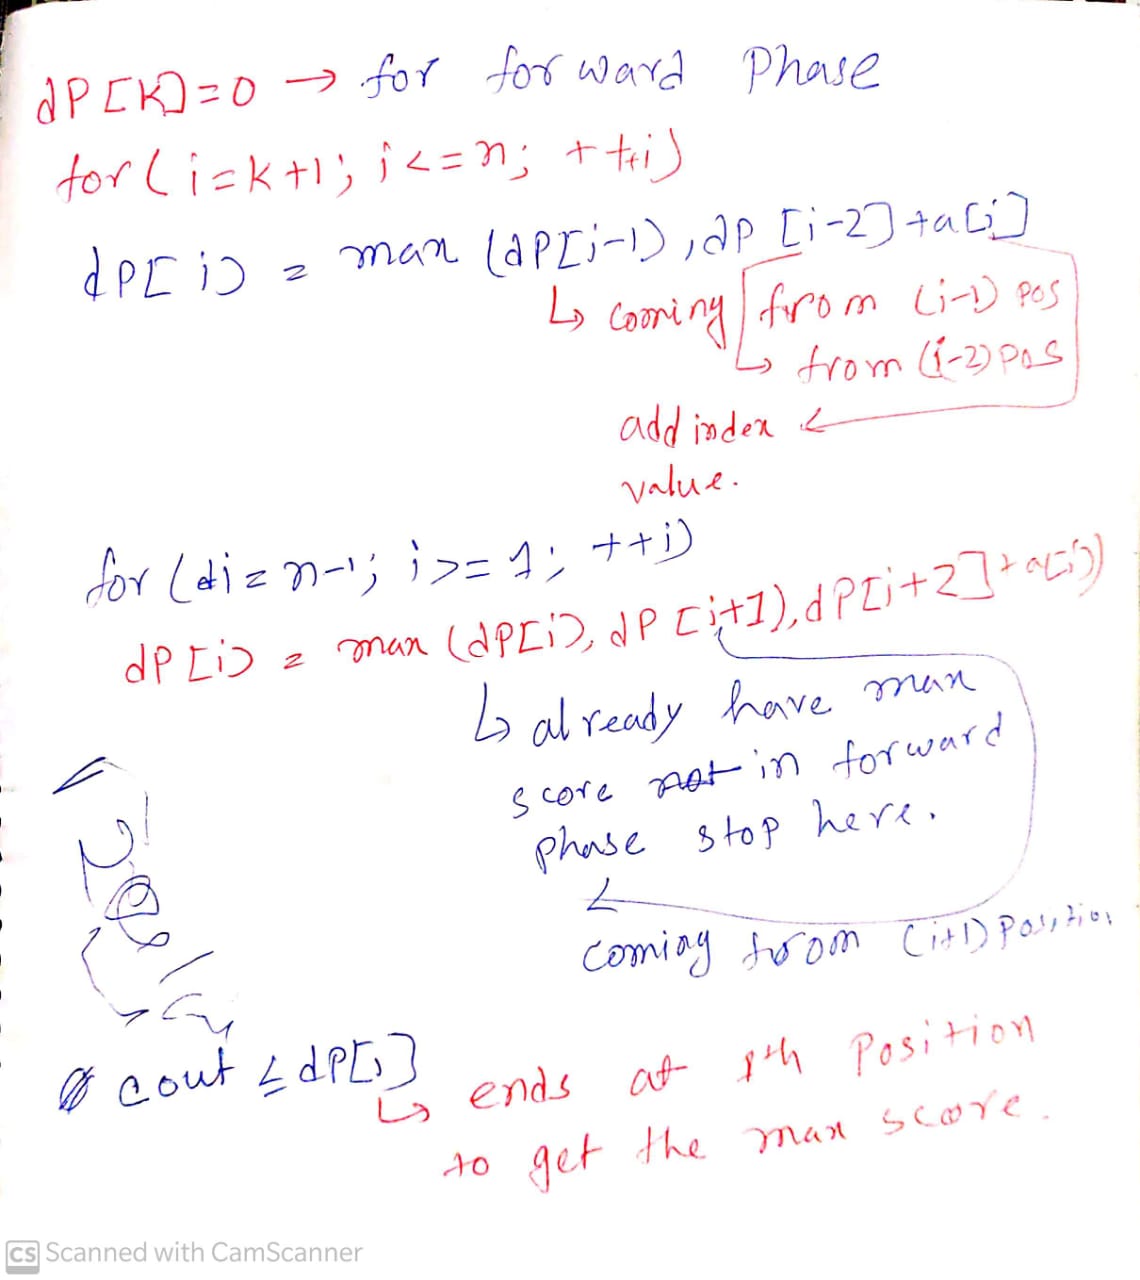 dP[K]=0 → for forward Phase
for(i=k+1; i<=n; ++i)
dp[i] = max (dp[i-1), dp [i-2]+a[i]
↳ coming from (i-1) pos
↳ from (i-2) pos
add index ←
value.
for (i=n-1; i>=1; ++i)
dp[i] = max (dp[i], dP[i+1), dP[i+2]+a[i])
↳ already have max
score not in forward
phase stop here.
←
coming from (i+1) Position
cout ≤ dP[1]
↳ ends at 1th Position
to get the max score.
CS Scanned with CamScanner